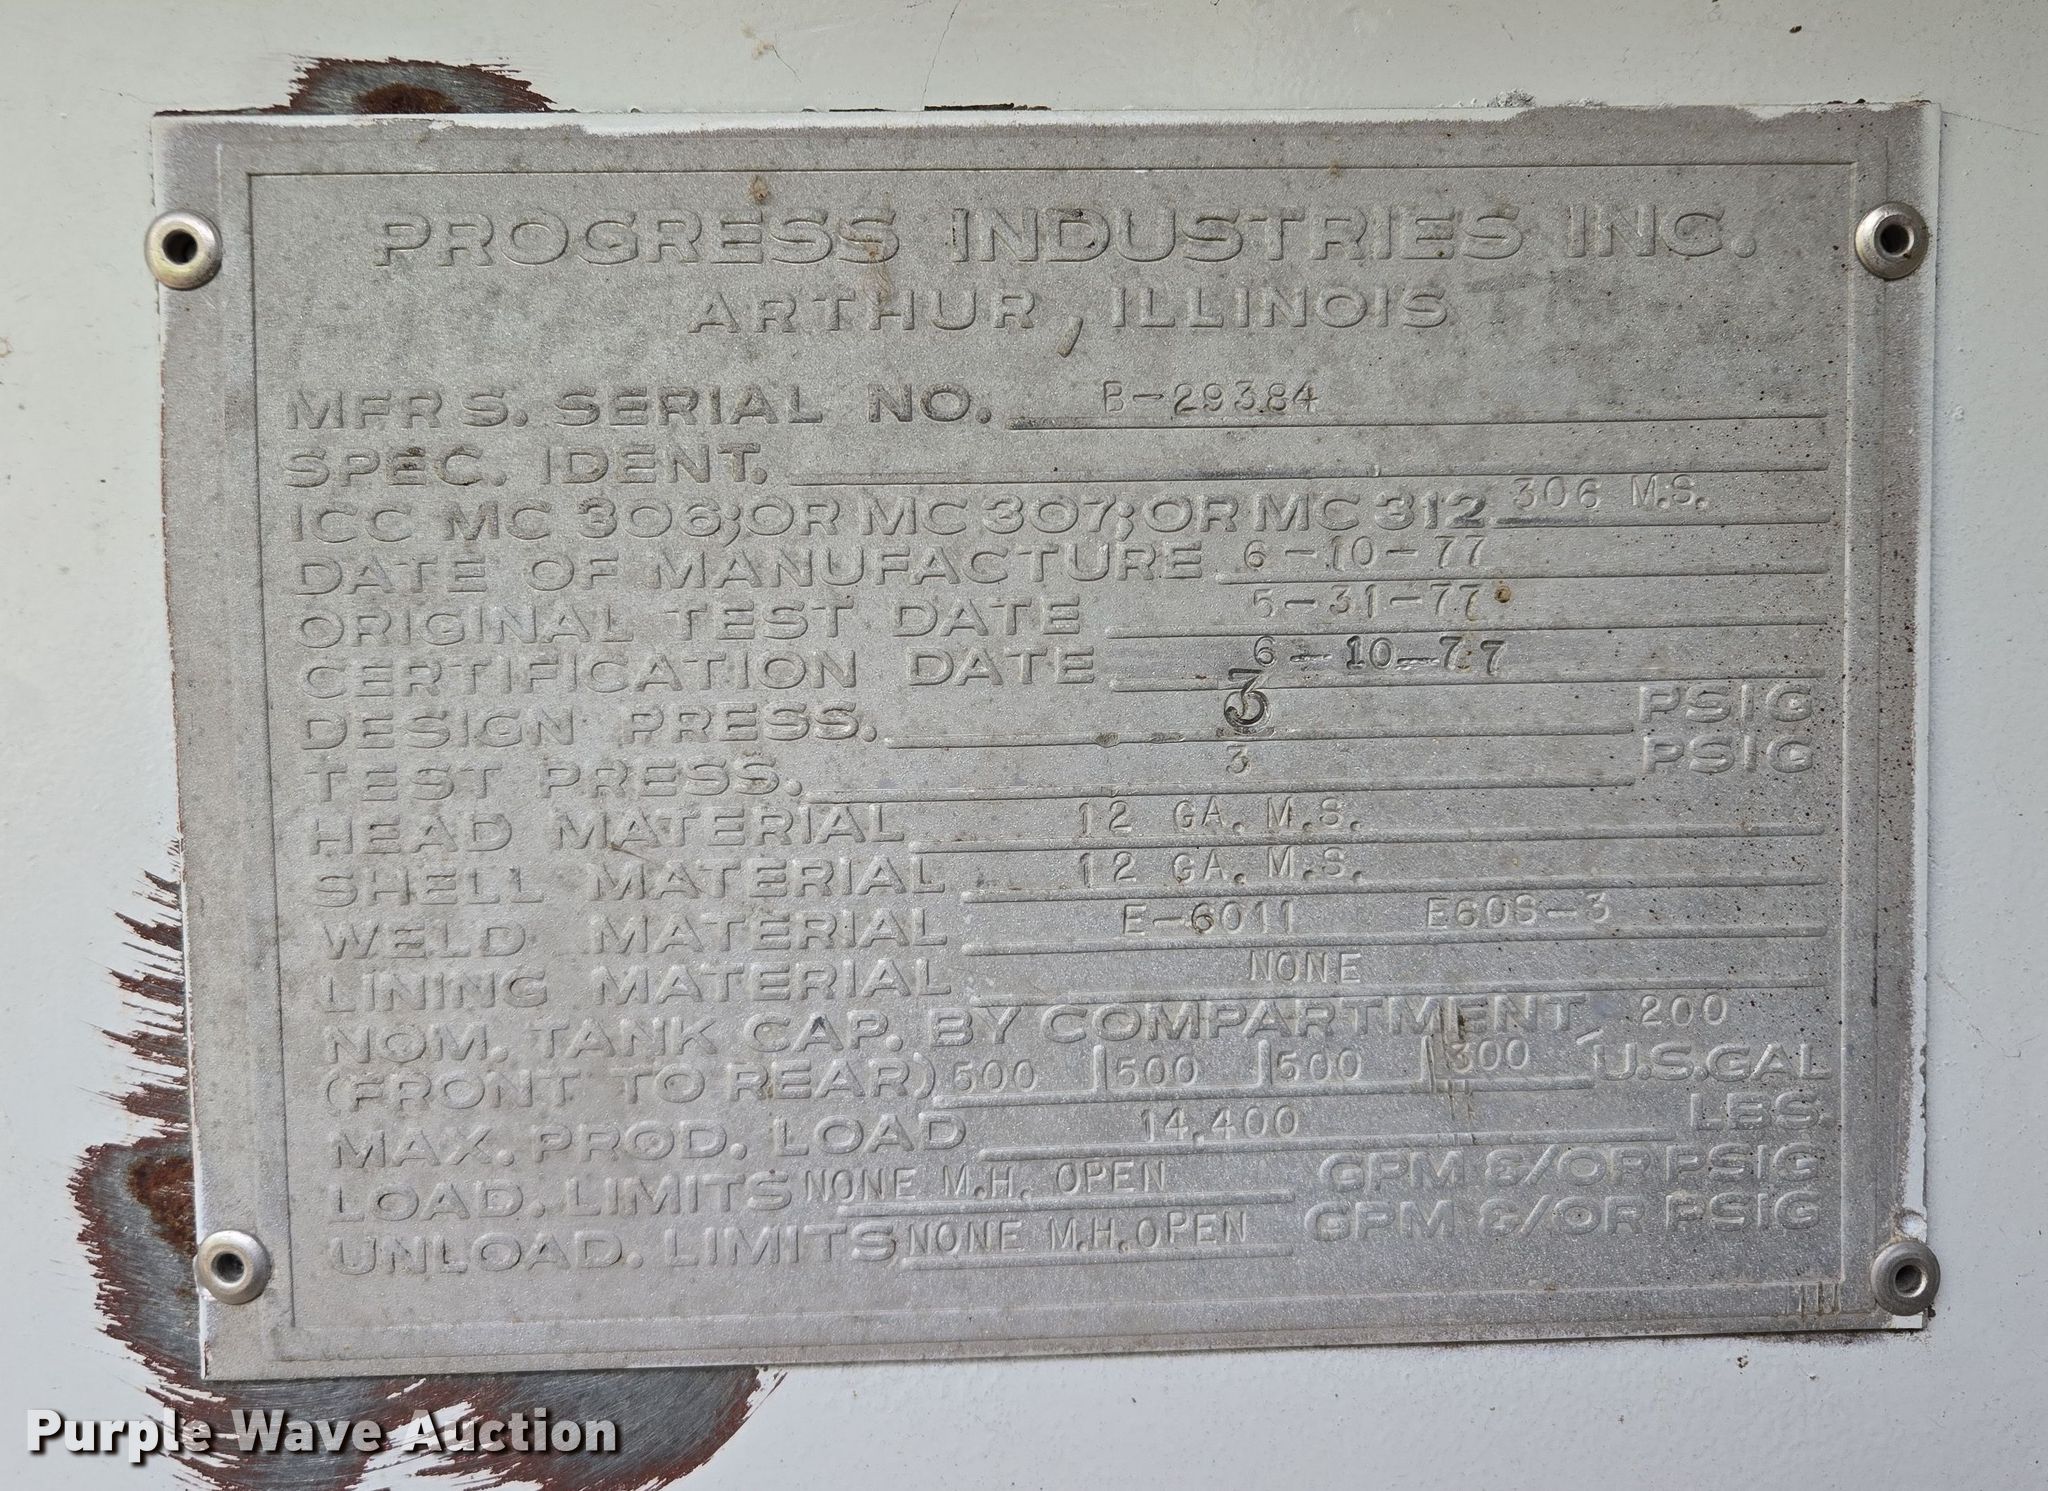 PROGRESS INDUSTRIES INC.
ARTHUR, ILLINOIS
MFRS. SERIAL NO. B-29384
SPEC. IDENT.
ICC MC 306;OR MC 307;OR MC 312 306 M.S.
DATE OF MANUFACTURE 6-10-77
ORIGINAL TEST DATE 5-31-77
CERTIFICATION DATE 6-10-77
DESIGN PRESS. 3 PSIG
TEST PRESS. 3 PSIG
HEAD MATERIAL 12 GA. M.S.
SHELL MATERIAL 12 GA. M.S.
WELD MATERIAL E-6011 E60S-3
LINING MATERIAL NONE
NOM. TANK CAP. BY COMPARTMENT, 200
(FRONT TO REAR) 500 500 500 300 U.S.GAL
MAX. PROD. LOAD 14,400 LBS
LOAD. LIMITS NONE M.H. OPEN GPM &/OR PSIG
UNLOAD. LIMITS NONE M.H. OPEN GPM &/OR PSIG
Purple Wave Auction